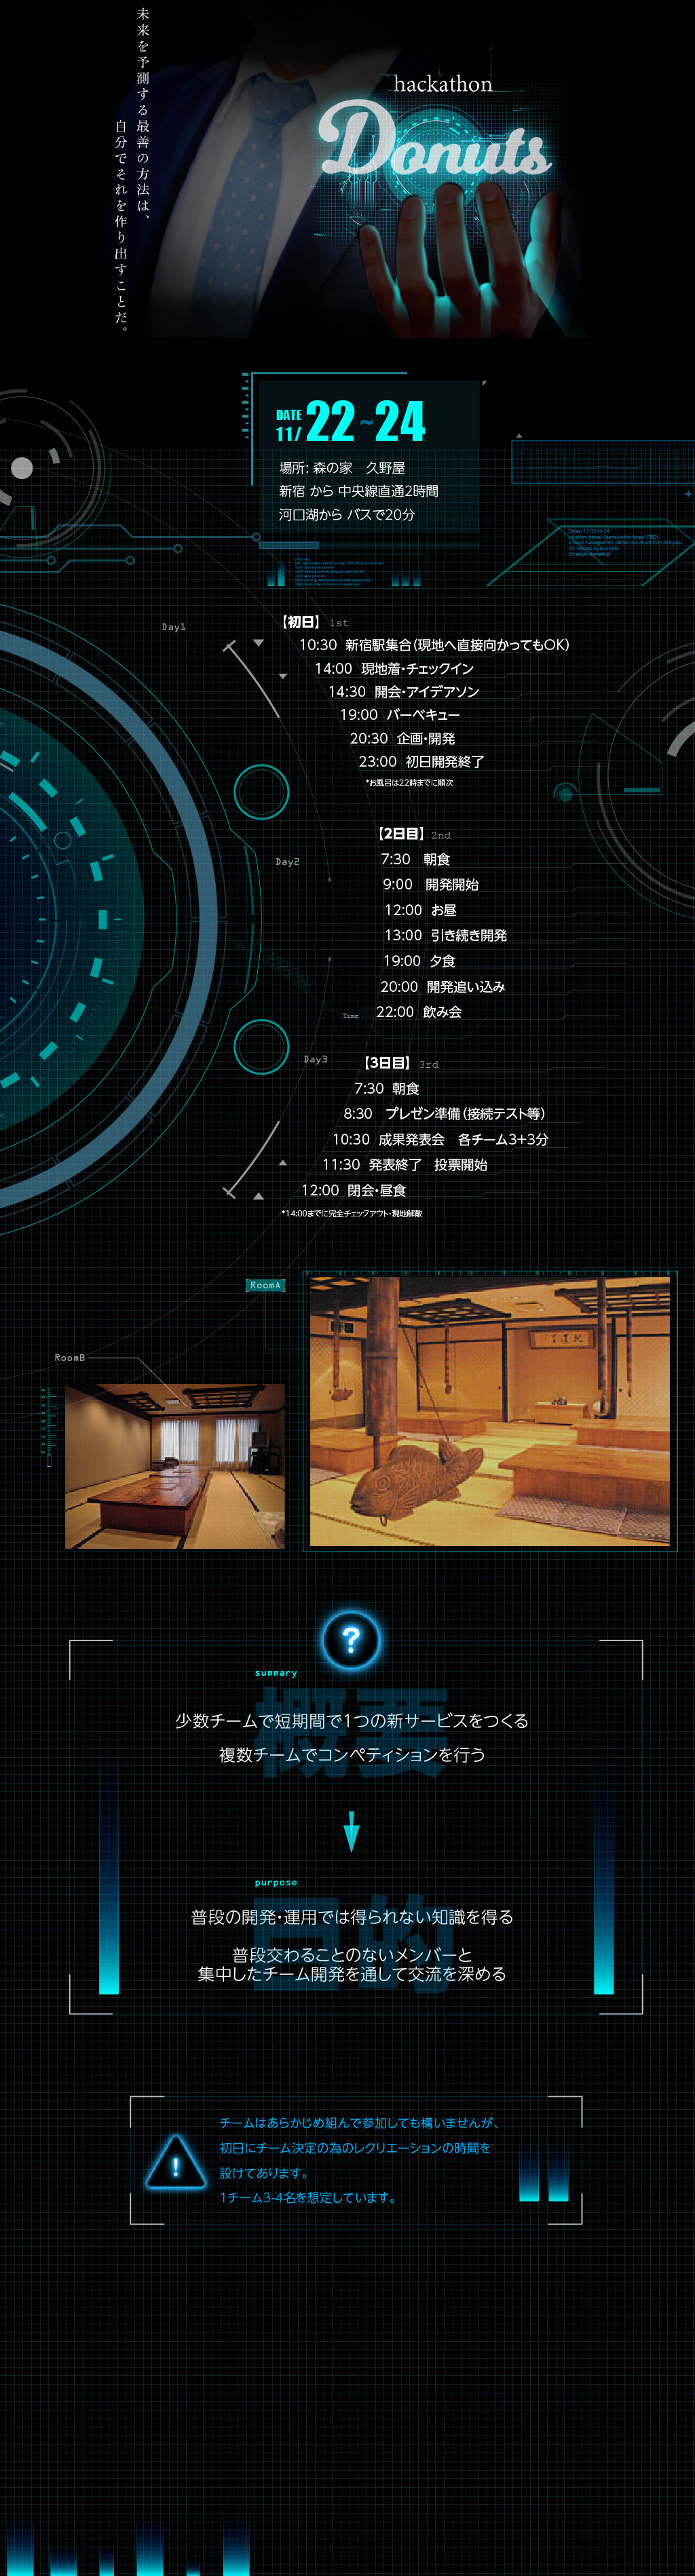 未来を予測する最善の方法は、
自分でそれを作り出すことだ。
hackathon
Donuts
DATE
11/22~24
場所: 森の家　久野屋
新宿 から 中央線直通2時間
河口湖から バスで20分
Day1
【初日】 1st
10:30 新宿駅集合(現地へ直接向かってもOK)
14:00 現地着・チェックイン
14:30 開会・アイデアソン
19:00 バーベキュー
20:30 企画・開発
23:00 初日開発終了
*お風呂は22時までに順次
Day2
【2日目】 2nd
7:30 朝食
9:00 開発開始
12:00 お昼
13:00 引き続き開発
19:00 夕食
20:00 開発追い込み
Time
22:00 飲み会
Day3
【3日目】 3rd
7:30 朝食
8:30 プレゼン準備(接続テスト等)
10:30 成果発表会　各チーム3+3分
11:30 発表終了　投票開始
12:00 閉会・昼食
*14:00までに完全チェックアウト・現地解散
RoomA
RoomB
?
summary
概要
少数チームで短期間で1つの新サービスをつくる
複数チームでコンペティションを行う
purpose
目的
普段の開発・運用では得られない知識を得る
普段交わることのないメンバーと
集中したチーム開発を通して交流を深める
!
チームはあらかじめ組んで参加しても構いませんが、
初日にチーム決定の為のレクリエーションの時間を
設けてあります。
1チーム3-4名を想定しています。